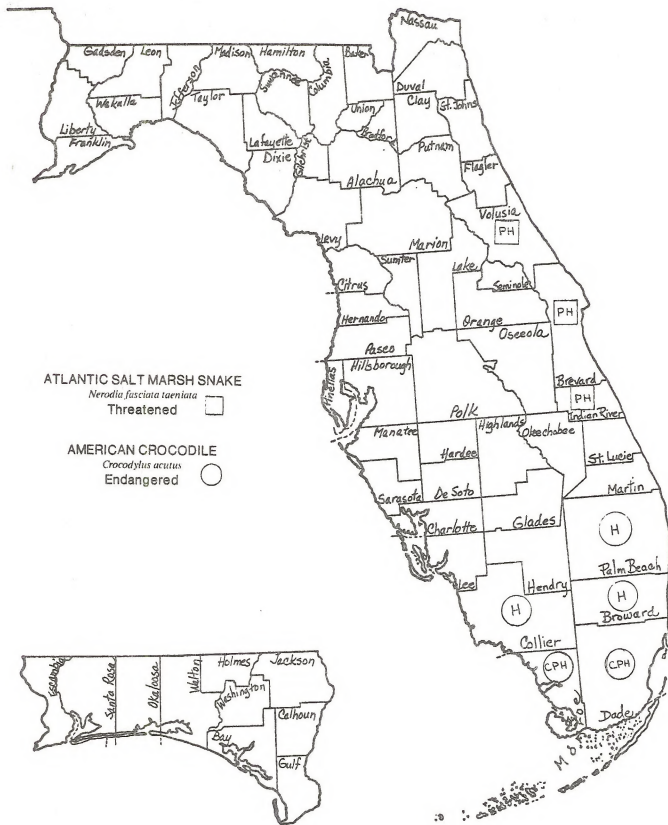 Nassau
Gadsden Leon Madison Hamilton Baker
Jefferson Suwannee Columbia
Duval
Wakulla Taylor Union Clay St. Johns
Liberty Bradford
Franklin Lafayette Putnam
Dixie Gilchrist Flagler
Alachua
Volusia
PH
Levy Marion
Sumter
Citrus Lake Seminole
Hernando Orange PH
Pasco Osceola
Hillsborough
Pinellas
ATLANTIC SALT MARSH SNAKE
Nerodia fasciata taeniata
Threatened
Brevard
PH
Polk Indian River
Manatee Highlands Okeechobee
Hardee
AMERICAN CROCODILE
Crocodylus acutus
Endangered
St. Lucie
Sarasota De Soto Martin
Charlotte Glades
H
Lee Hendry Palm Beach
H H
Broward
Collier
CPH CPH
Dade
Escambia Santa Rosa Okaloosa Walton Holmes Jackson
Washington
Calhoun
Bay
Gulf